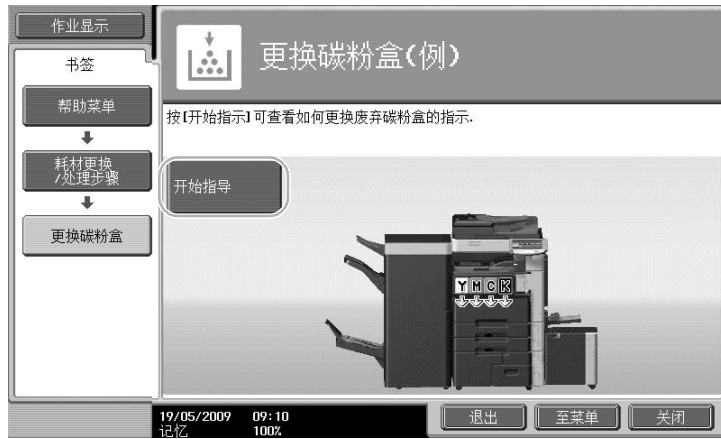 作业显示
书签
帮助菜单
耗材更换
/处理步骤
更换碳粉盒
更换碳粉盒(例)
按[开始指示]可查看如何更换废弃碳粉盒的指示.
开始指导
Y M C K
19/05/2009 09:10
记忆 100%
退出
至菜单
关闭